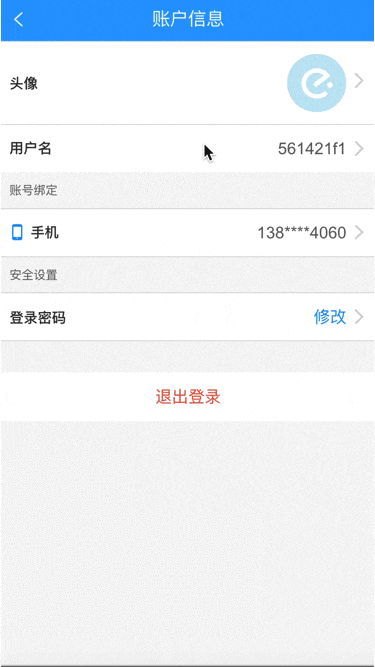 账户信息
头像
用户名 561421f1
账号绑定
手机 138****4060
安全设置
登录密码 修改
退出登录